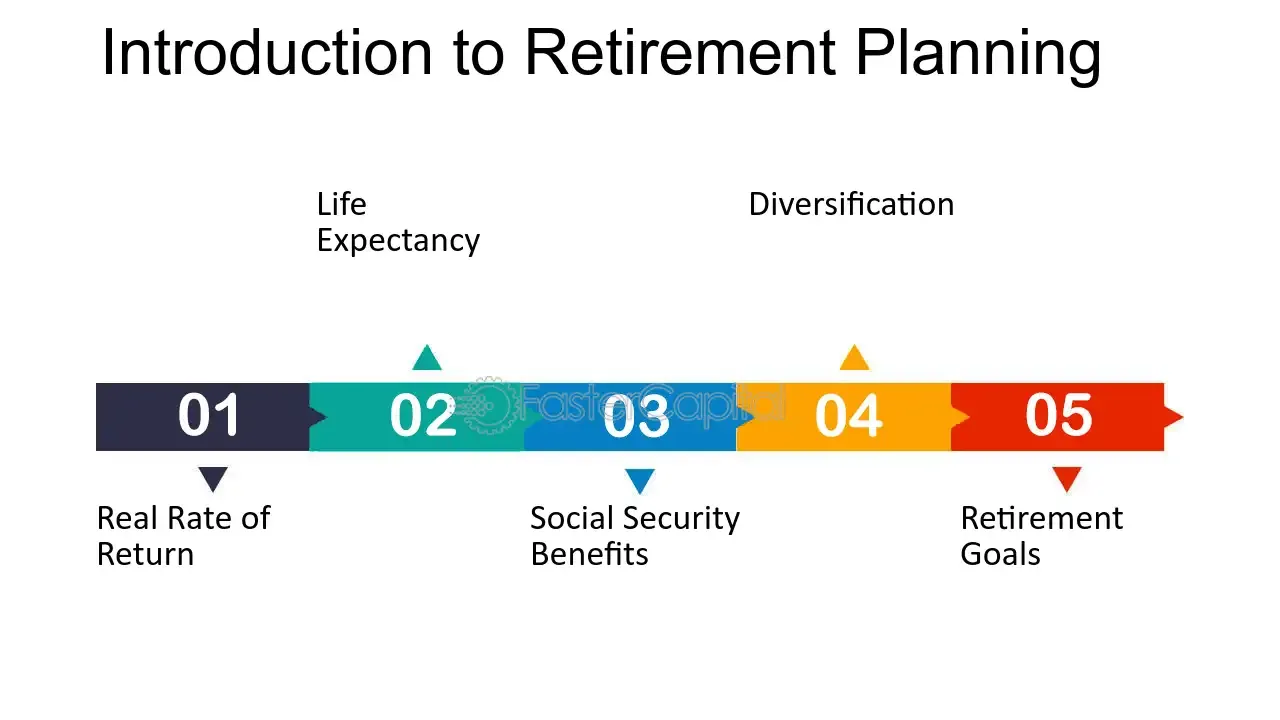 Introduction to Retirement Planning
Life
Expectancy
Diversification
01
02
03
04
05
FasterCapital
Real Rate of
Return
Social Security
Benefits
Retirement
Goals